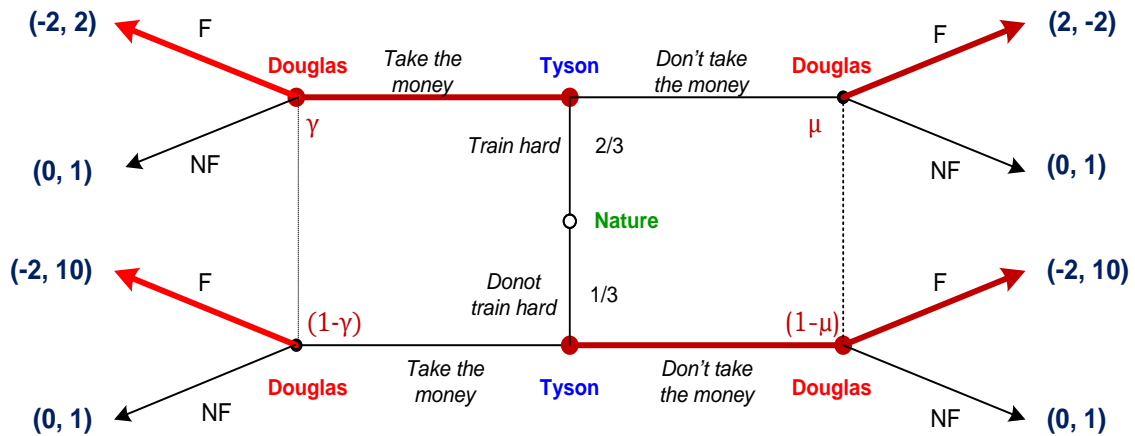 (-2, 2)
F
Douglas
Take the
money
Tyson
Don't take
the money
Douglas
F
(2, -2)
γ
μ
Train hard
2/3
(0, 1)
NF
NF
(0, 1)
Nature
(-2, 10)
F
Donot
train hard
1/3
F
(-2, 10)
(1-γ)
(1-μ)
Take the
money
Don't take
the money
Douglas
Tyson
Douglas
(0, 1)
NF
NF
(0, 1)